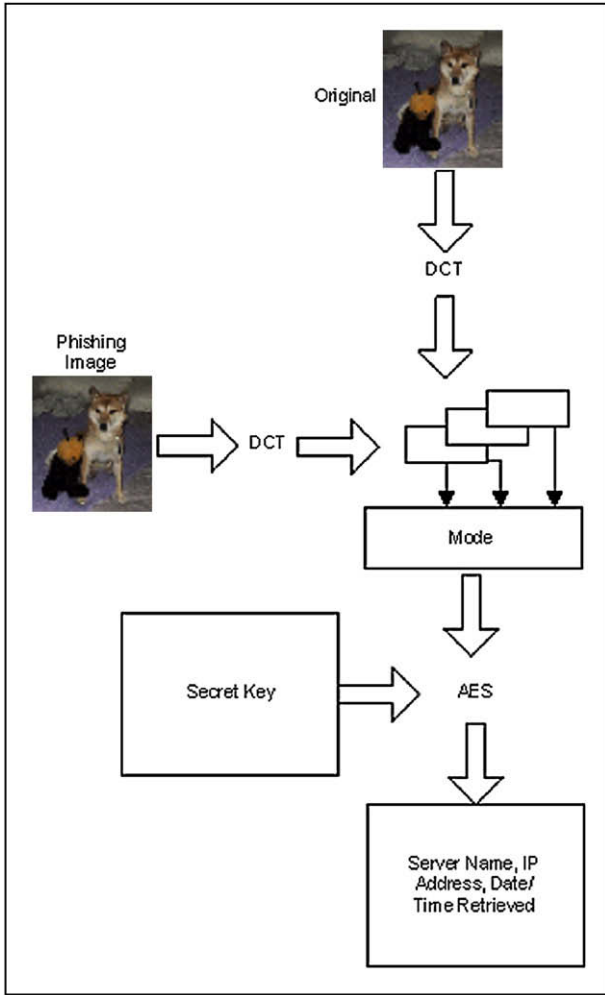 Original
DCT
Phishing
Image
DCT
Mode
Secret Key
AES
Server Name, IP
Address, Date/
Time Retrieved